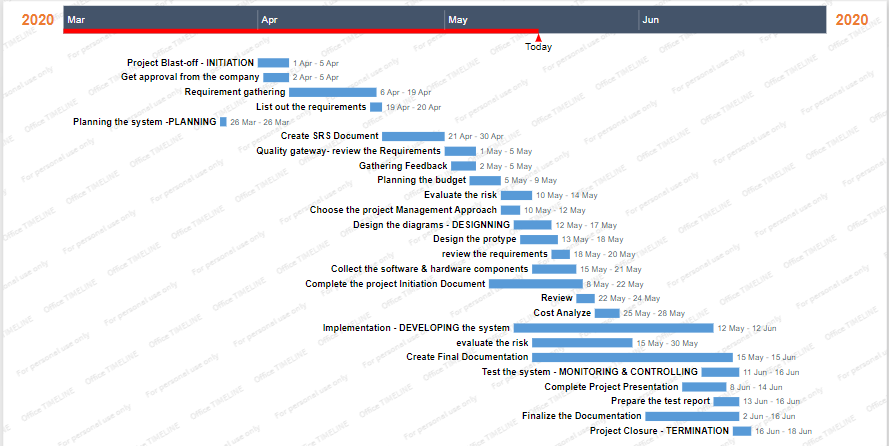 2020 Mar Apr May Jun 2020
Today
Project Blast-off - INITIATION 1 Apr - 5 Apr
Get approval from the company 2 Apr - 5 Apr
Requirement gathering 6 Apr - 19 Apr
List out the requirements 19 Apr - 20 Apr
Planning the system -PLANNING 26 Mar - 26 Mar
Create SRS Document 21 Apr - 30 Apr
Quality gateway- review the Requirements 1 May - 5 May
Gathering Feedback 2 May - 5 May
Planning the budget 5 May - 9 May
Evaluate the risk 10 May - 14 May
Choose the project Management Approach 10 May - 12 May
Design the diagrams - DESIGNNING 12 May - 17 May
Design the protype 13 May - 18 May
review the requirements 18 May - 20 May
Collect the software & hardware components 15 May - 21 May
Complete the project Initiation Document 8 May - 22 May
Review 22 May - 24 May
Cost Analyze 25 May - 28 May
Implementation - DEVELOPING the system 12 May - 12 Jun
evaluate the risk 15 May - 30 May
Create Final Documentation 15 May - 15 Jun
Test the system - MONITORING & CONTROLLING 11 Jun - 16 Jun
Complete Project Presentation 8 Jun - 14 Jun
Prepare the test report 13 Jun - 16 Jun
Finalize the Documentation 2 Jun - 16 Jun
Project Closure - TERMINATION 16 Jun - 18 Jun
Office TIMELINE
For personal use only